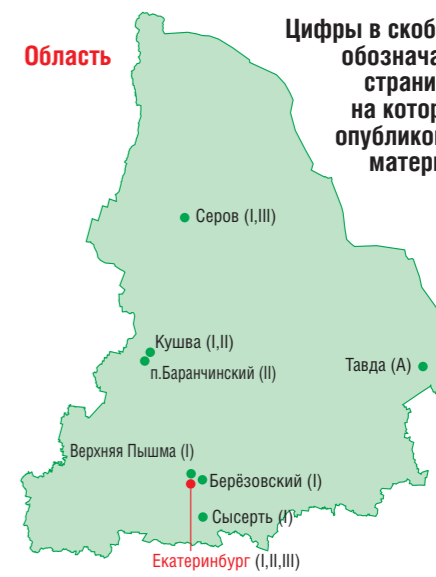 Область
Цифры в скоб
обознача
страни
на котор
опубликов
матери
Серов (I,III)
Кушва (I,II)
п.Баранчинский (II)
Тавда (А)
Верхняя Пышма (I)
Берёзовский (I)
Сысерть (I)
Екатеринбург (I,II,III)